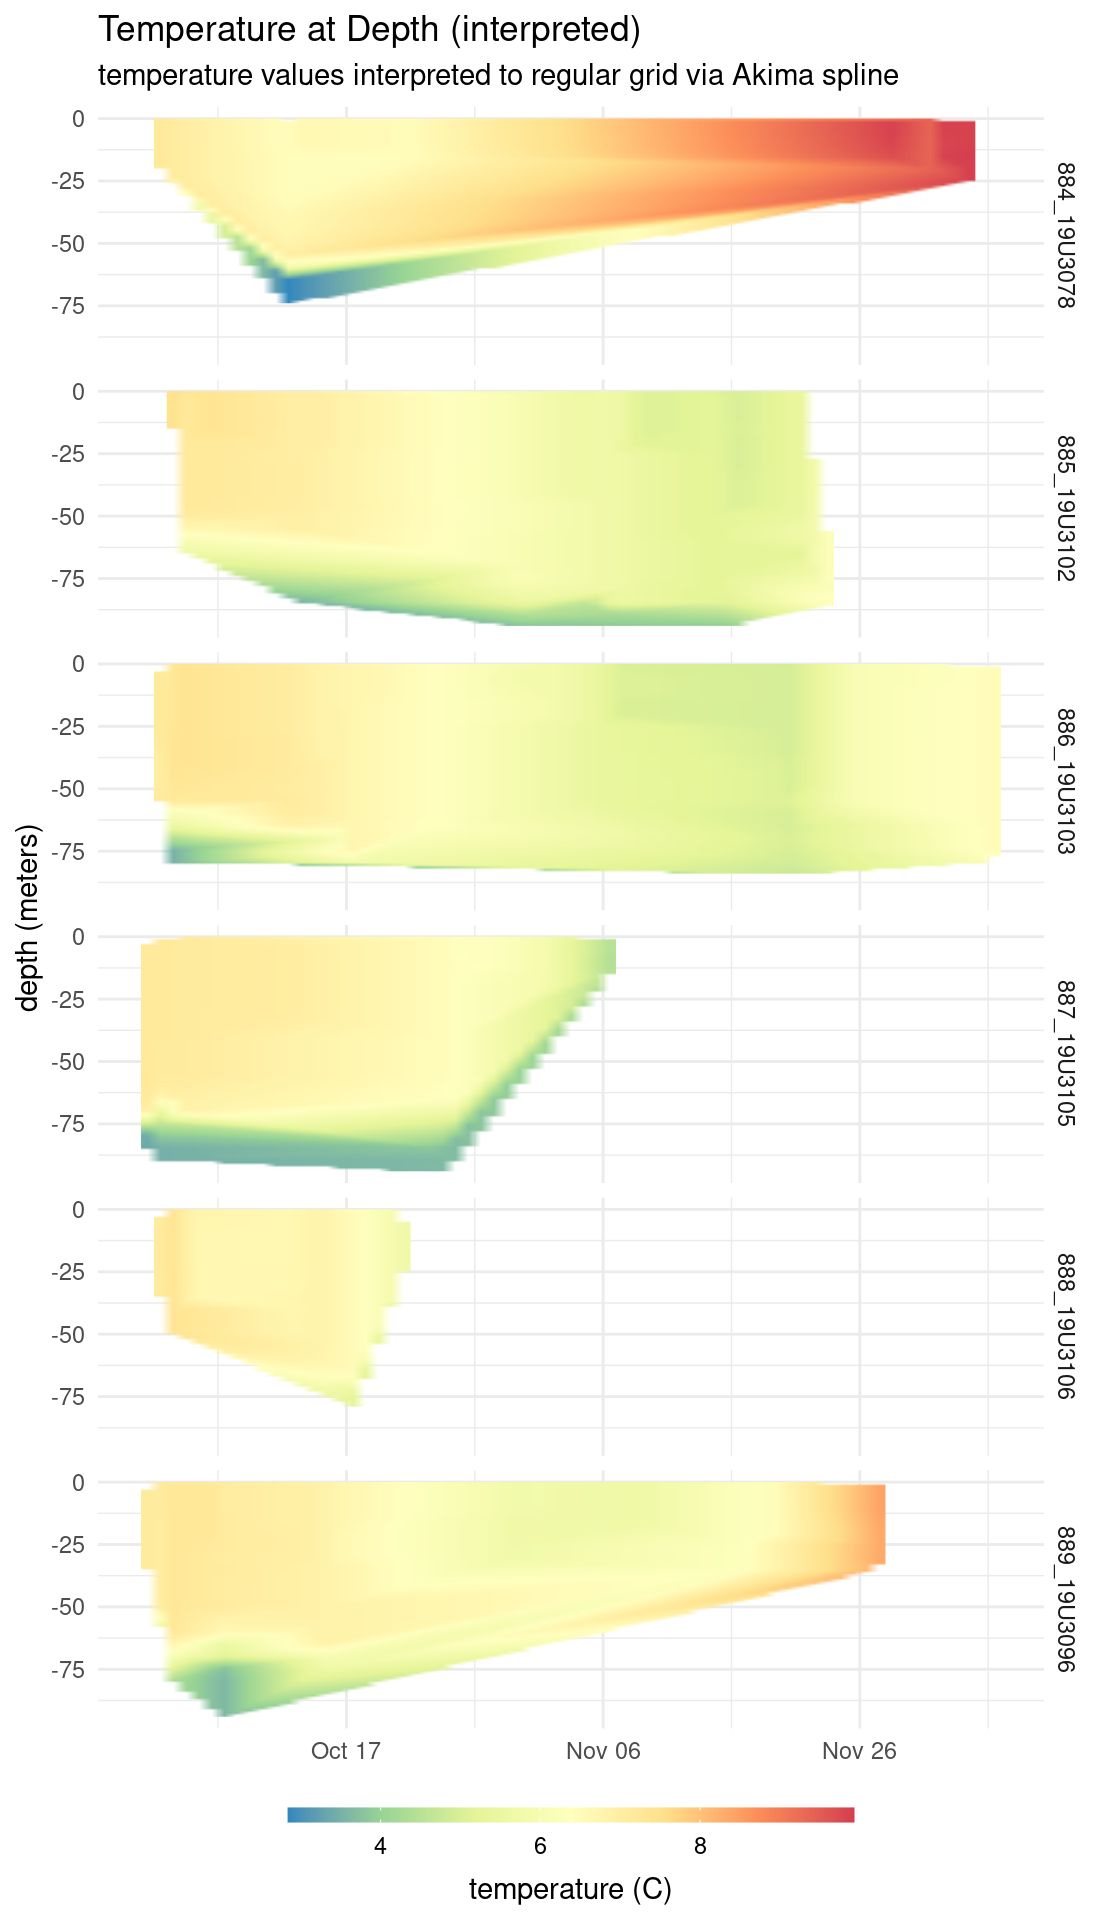 Temperature at Depth (interpreted)
temperature values interpreted to regular grid via Akima spline
depth (meters)
0
-25
-50
-75
884_19U3078
0
-25
-50
-75
885_19U3102
0
-25
-50
-75
886_19U3103
0
-25
-50
-75
887_19U3105
0
-25
-50
-75
888_19U3106
0
-25
-50
-75
889_19U3096
Oct 17 Nov 06 Nov 26
4 6 8
temperature (C)